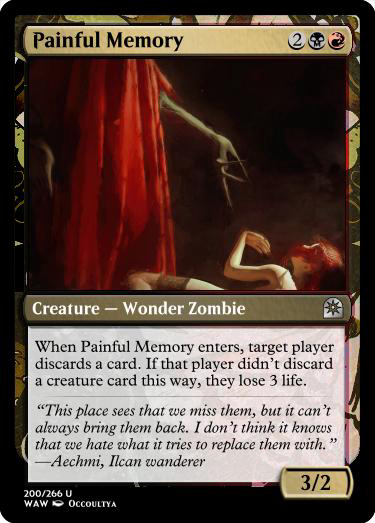 Painful Memory 2
Creature — Wonder Zombie
When Painful Memory enters, target player
discards a card. If that player didn't discard
a creature card this way, they lose 3 life.
“This place sees that we miss them, but it can't
always bring them back. I don't think it knows
that we hate what it tries to replace them with.”
—Aechmi, Ilcan wanderer
3/2
200/266 U
WAW Occoultya